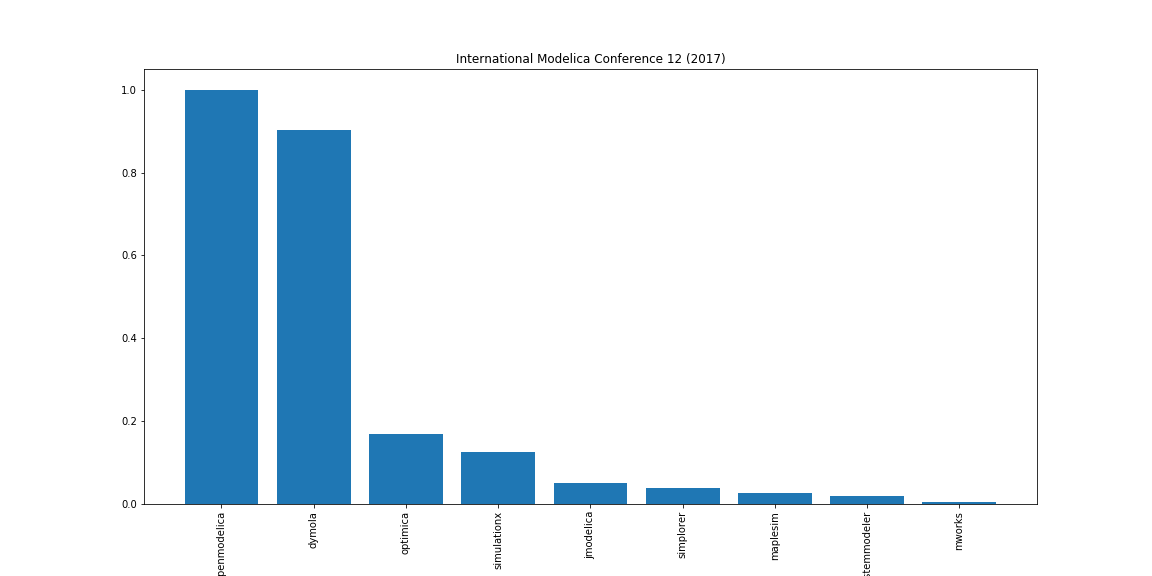 International Modelica Conference 12 (2017)
1.0
0.8
0.6
0.4
0.2
0.0
penmodelica
dymola
optimica
simulationx
jmodelica
simplorer
maplesim
stemmodeler
mworks